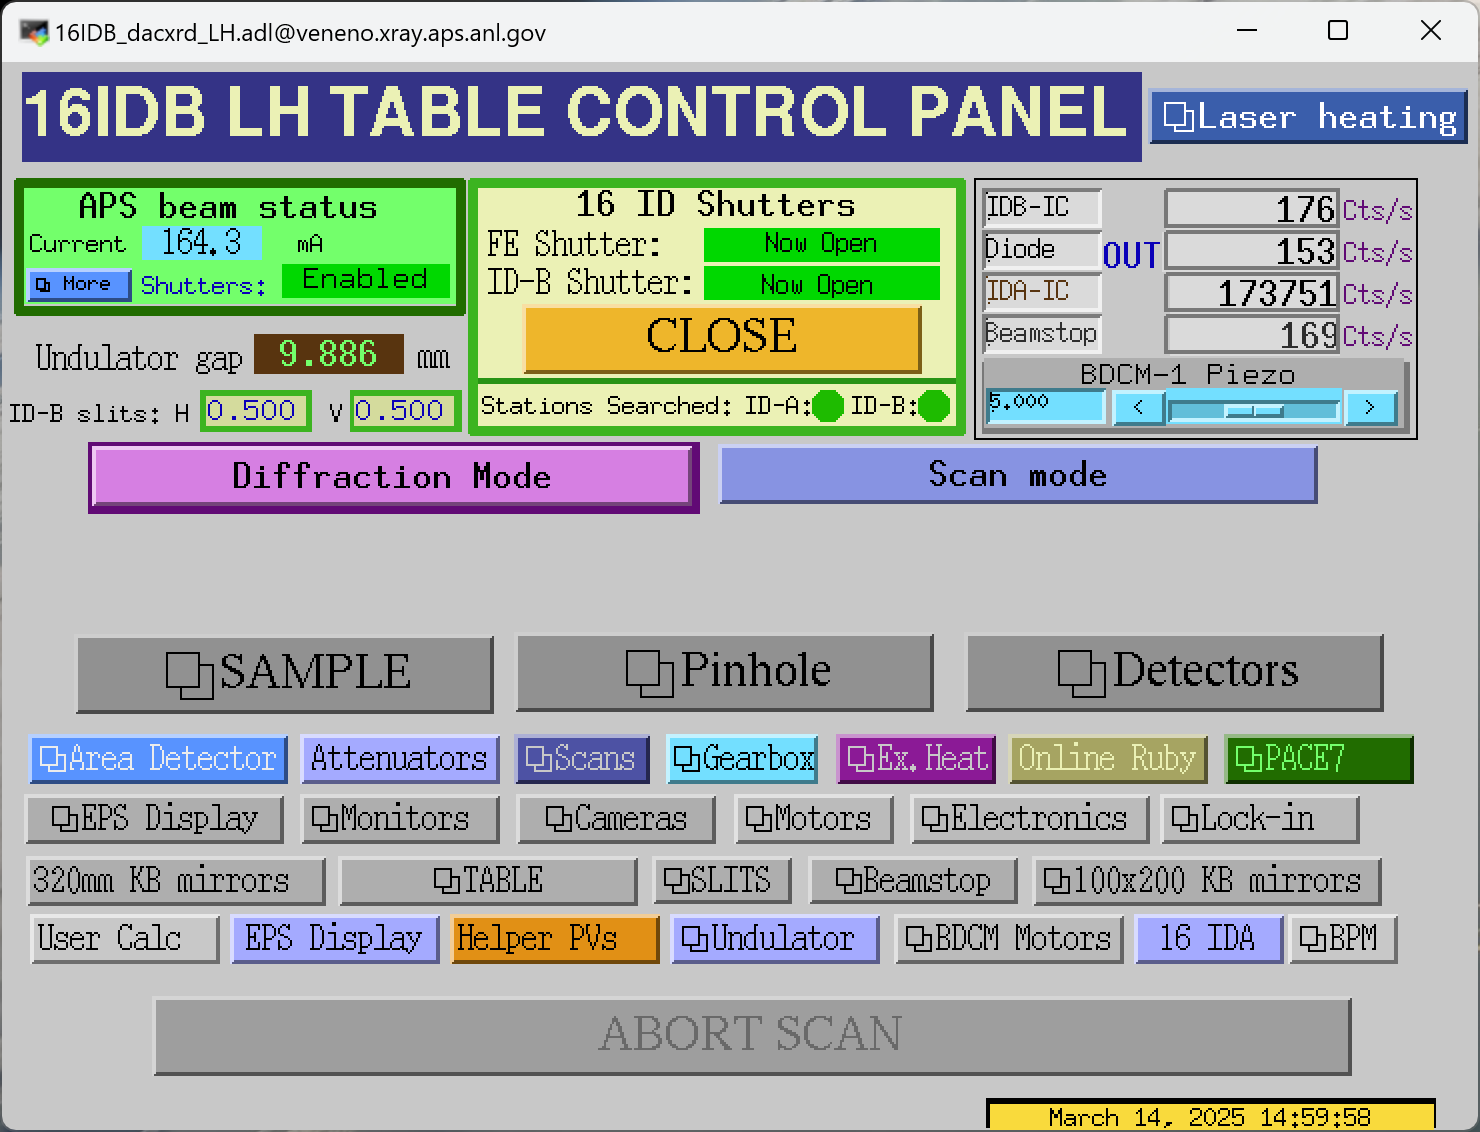 16IDB_dacxrd_LH.adl@veneno.xray.aps.anl.gov
16IDB LH TABLE CONTROL PANEL
Laser heating
APS beam status
Current 164.3 mA
More Shutters: Enabled
Undulator gap 9.886 mm
ID-B slits: H 0.500 V 0.500
16 ID Shutters
FE Shutter: Now Open
ID-B Shutter: Now Open
CLOSE
Stations Searched: ID-A: ID-B:
IDB-IC 176 Cts/s
Diode OUT 153 Cts/s
IDA-IC 173751 Cts/s
Beamstop 169 Cts/s
BDCM-1 Piezo
5.000 < >
Diffraction Mode Scan mode
SAMPLE Pinhole Detectors
Area Detector Attenuators Scans Gearbox Ex.Heat Online Ruby PACE7
EPS Display Monitors Cameras Motors Electronics Lock-in
320mm KB mirrors TABLE SLITS Beamstop 100x200 KB mirrors
User Calc EPS Display Helper PVs Undulator BDCM Motors 16 IDA BPM
ABORT SCAN
March 14, 2025 14:59:58